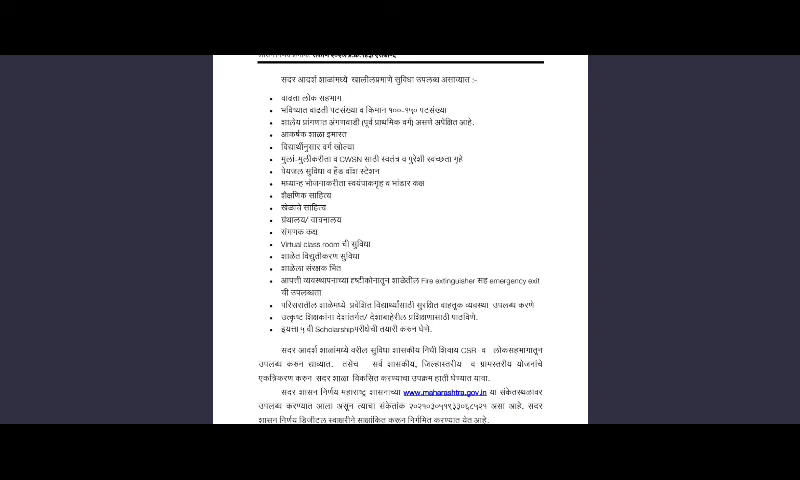 सदर आदर्श शाळांमध्ये खालीलप्रमाणे सुविधा उपलब्ध असाव्यात :-
वाढता लोक सहभाग
भविष्यात वाढती पटसंख्या व किमान १००-१५० पटसंख्या
शालेय प्रांगणात अंगणवाडी (पूर्व प्राथमिक वर्ग) असणे अपेक्षित आहे.
आकर्षक शाळा इमारत
विद्यार्थीनुसार वर्ग खोल्या
मुलां-मुलींकरीता व CWSN साठी स्वतंत्र व पुरेशी स्वच्छता गृहे
पेयजल सुविधा व हँड वॉश स्टेशन
मध्यान्ह भोजनाकरीता स्वयंपाकगृह व भांडार कक्ष
शैक्षणिक साहित्य
खेळाचे साहित्य
ग्रंथालय/ वाचनालय
संगणक कक्ष
Virtual class room ची सुविधा
शाळेत विद्युतीकरण सुविधा
शाळेला संरक्षक भिंत
आपत्ती व्यवस्थापनाच्या दृष्टीकोनातून शाळेतील Fire extinguisher सह emergency exit
ची उपलब्धता
परिसरातील शाळेमध्ये प्रवेशित विद्यार्थ्यांसाठी सुरक्षित वाहतूक व्यवस्था उपलब्ध करणे
उत्कृष्ट शिक्षकांना देशांतर्गत/ देशाबाहेरील प्रशिक्षणासाठी पाठविणे.
इयत्ता ५ वी Scholarshipपरीक्षेची तयारी करुन घेणे.
सदर आदर्श शाळांमध्ये वरील सुविधा शासकीय निधी शिवाय CSR व लोकसहभागातून
उपलब्ध करुन द्याव्यात. तसेच सर्व शासकीय, जिल्हास्तरीय व ग्रामस्तरीय योजनांचे
एकत्रिकरण करुन सदर शाळा विकसित करण्याचा उपक्रम हाती घेण्यात यावा.
सदर शासन निर्णय महाराष्ट्र शासनाच्या www.maharashtra.gov.in या संकेतस्थळावर
उपलब्ध करण्यात आला असून त्याचा संकेतांक २०२१०३०५१९३३०६८५२१ असा आहे. सदर
शासन निर्णय डिजीटल स्वाक्षरीने साक्षांकित करून निर्गमित करण्यात येत आहे.